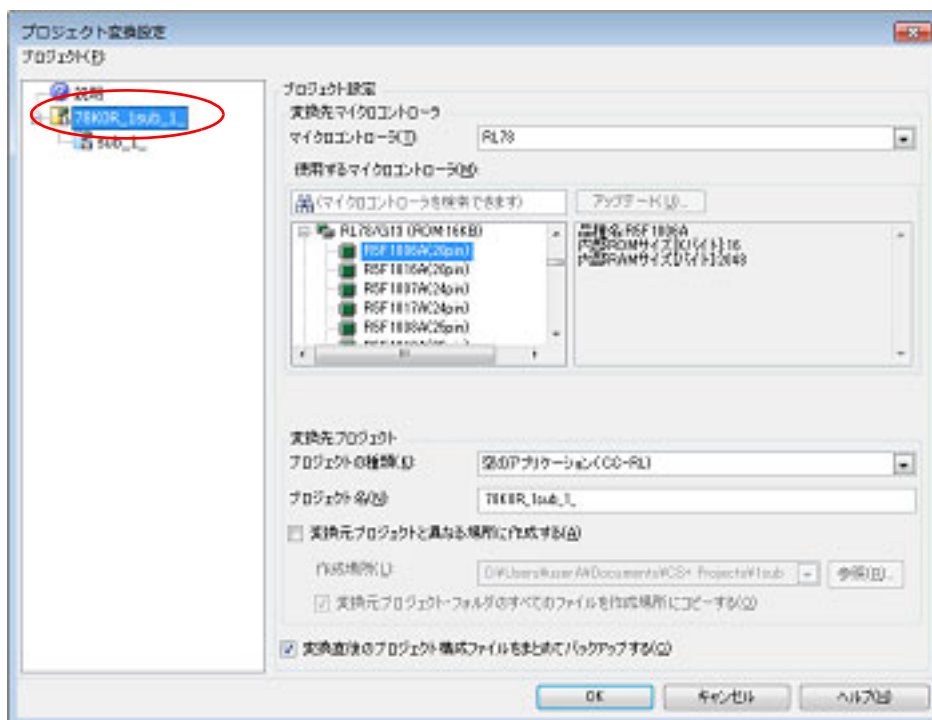 プロジェクト変換設定
プロジェクト(P):
説明
78K0R_1sub_1_
sub_1_
プロジェクト設定
変換先マイクロコントローラ
マイクロコントローラ(T): RL78
使用するマイクロコントローラ(M):
(マイクロコントローラを検索できます)
アップデート(U)...
RL78/G13 (ROM:16KB)
R5F1006A(20pin)
R5F1016A(20pin)
R5F1007A(24pin)
R5F1017A(24pin)
R5F1008A(25pin)
品種名:R5F1006A
内部ROMサイズ[Kバイト]:16
内部RAMサイズ[バイト]:2048
変換先プロジェクト
プロジェクトの種類(K): 空のアプリケーション(CC-RL)
プロジェクト名(N): 78K0R_1sub_1_
変換元プロジェクトと異なる場所に作成する(A)
作成場所(L): D:¥Users¥userA¥Documents¥CS+ Projects¥1sub
参照(R)...
変換元プロジェクト・フォルダのすべてのファイルを作成場所にコピーする(O)
変換直後のプロジェクト構成ファイルをまとめてバックアップする(C)
OK
キャンセル
ヘルプ(H)